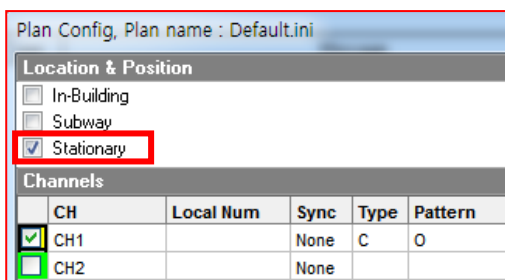 Plan Config, Plan name : Default.ini
Location & Position
In-Building
Subway
Stationary
Channels
CH Local Num Sync Type Pattern
CH1 None C O
CH2 None